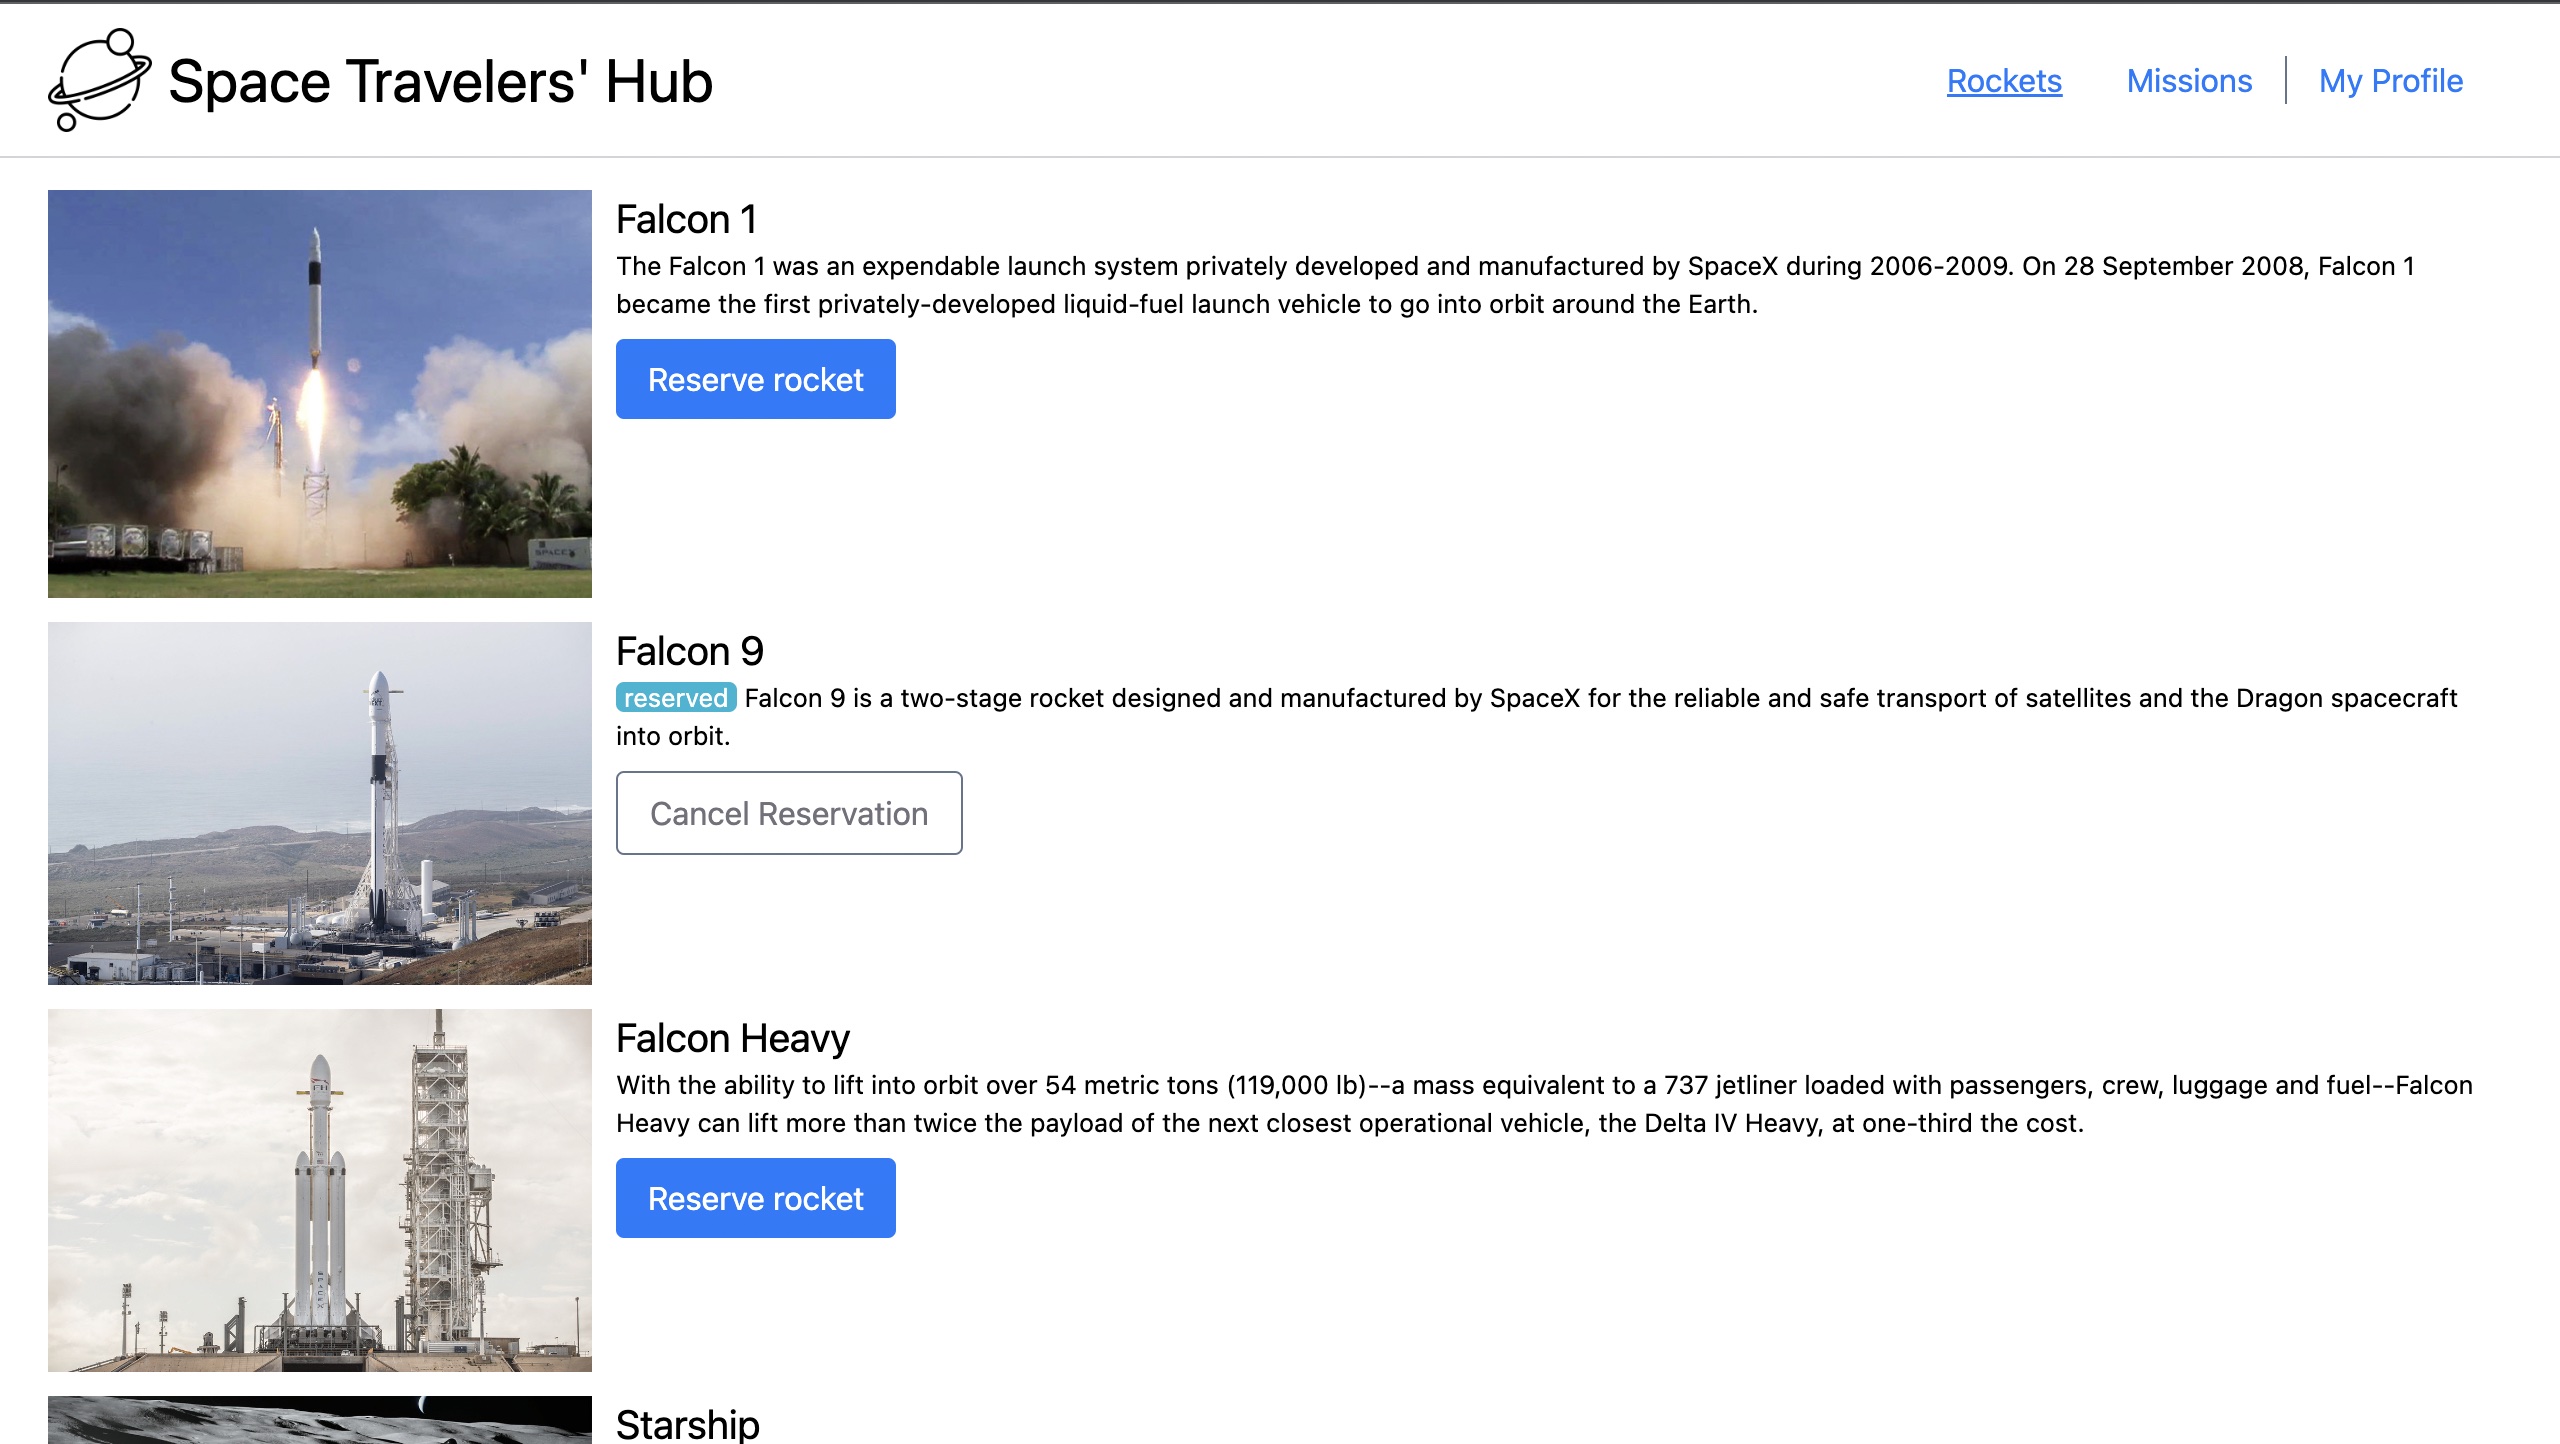 Space Travelers' Hub
Rockets
Missions
My Profile
Falcon 1
The Falcon 1 was an expendable launch system privately developed and manufactured by SpaceX during 2006-2009. On 28 September 2008, Falcon 1
became the first privately-developed liquid-fuel launch vehicle to go into orbit around the Earth.
Reserve rocket
SPACEX
Falcon 9
reserved Falcon 9 is a two-stage rocket designed and manufactured by SpaceX for the reliable and safe transport of satellites and the Dragon spacecraft
into orbit.
Cancel Reservation
Falcon Heavy
With the ability to lift into orbit over 54 metric tons (119,000 lb)--a mass equivalent to a 737 jetliner loaded with passengers, crew, luggage and fuel--Falcon
Heavy can lift more than twice the payload of the next closest operational vehicle, the Delta IV Heavy, at one-third the cost.
Reserve rocket
SPACEX
Starship